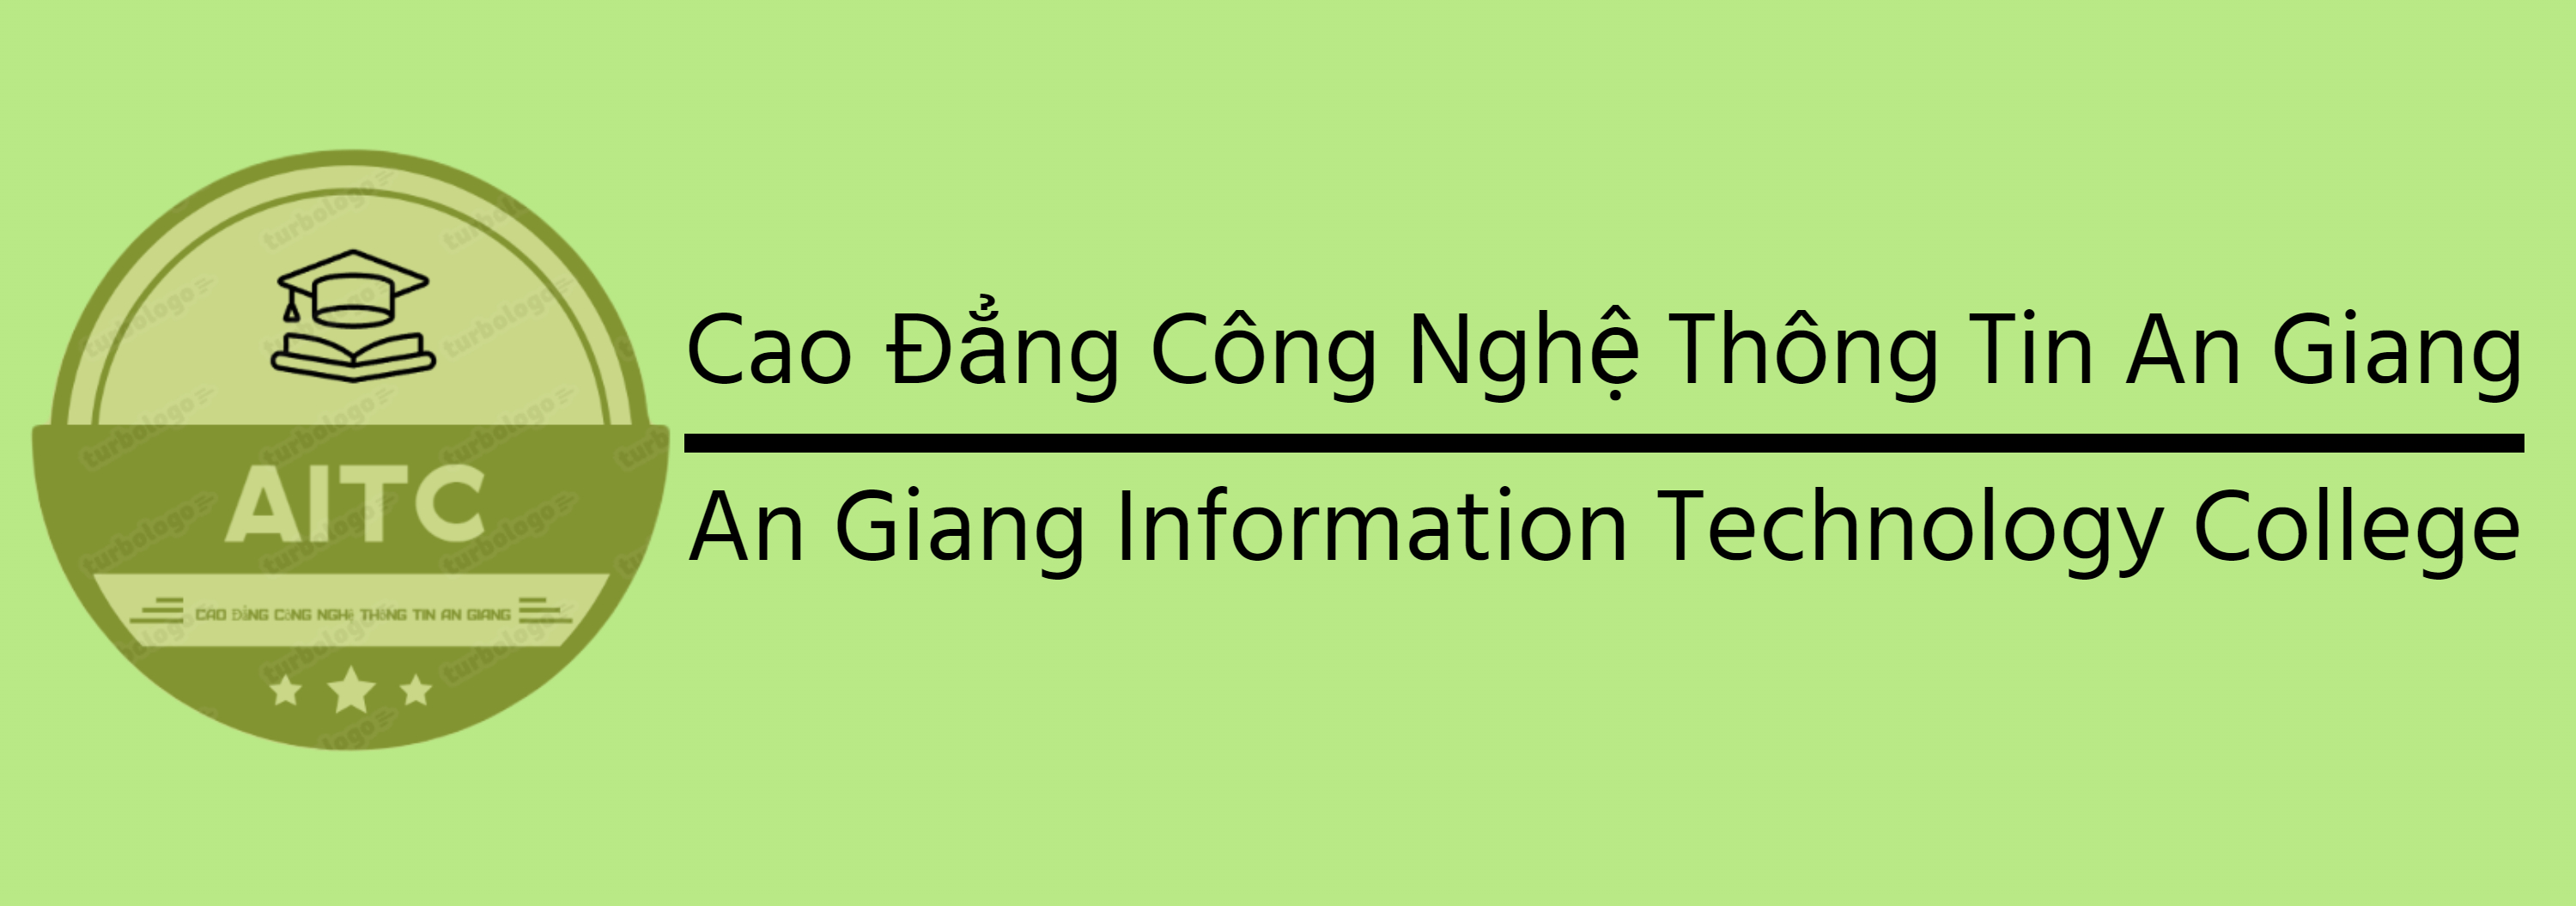 Cao Đẳng Công Nghệ Thông Tin An Giang
An Giang Information Technology College
AITC
CAO ĐẲNG CÔNG NGHỆ THÔNG TIN AN GIANG
turbologo